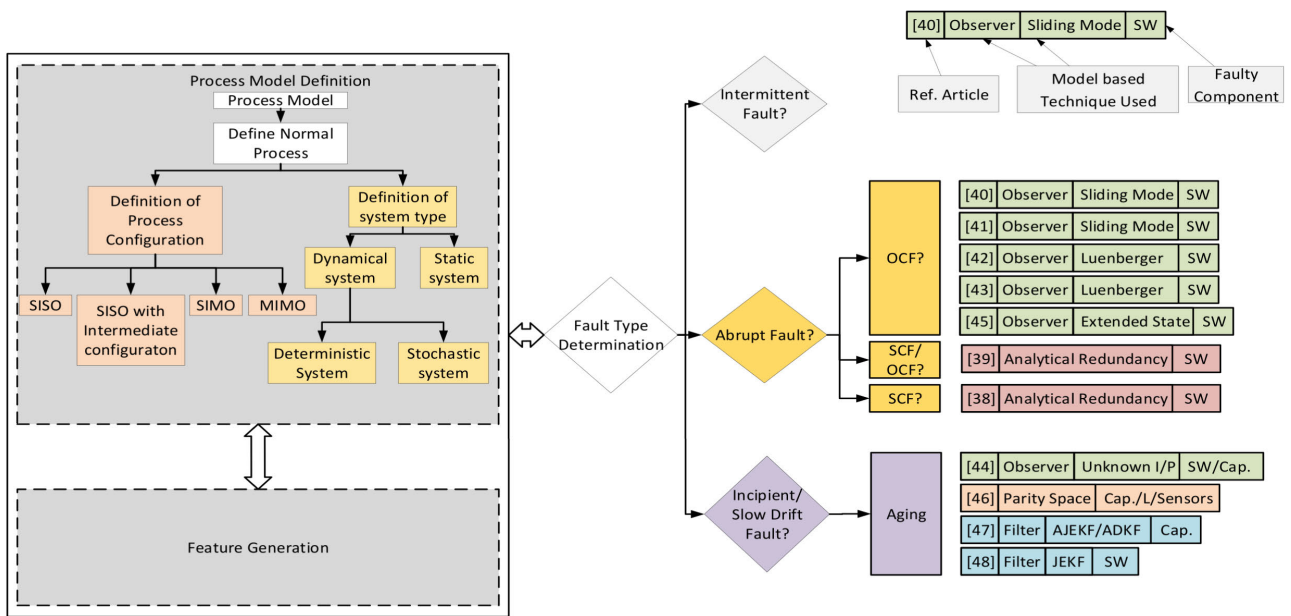 [40] Observer Sliding Mode SW
Ref. Article
Model based
Technique Used
Faulty
Component
Process Model Definition
Process Model
Define Normal
Process
Definition of
Process
Configuration
Definition of
system type
Dynamical
system
Static
system
SISO
SISO with
Intermediate
configuraton
SIMO
MIMO
Deterministic
System
Stochastic
system
Feature Generation
Fault Type
Determination
Intermittent
Fault?
Abrupt Fault?
Incipient/
Slow Drift
Fault?
OCF?
SCF/
OCF?
SCF?
Aging
[40] Observer Sliding Mode SW
[41] Observer Sliding Mode SW
[42] Observer Luenberger SW
[43] Observer Luenberger SW
[45] Observer Extended State SW
[39] Analytical Redundancy SW
[38] Analytical Redundancy SW
[44] Observer Unknown I/P SW/Cap.
[46] Parity Space Cap./L/Sensors
[47] Filter AJEKF/ADKF Cap.
[48] Filter JEKF SW